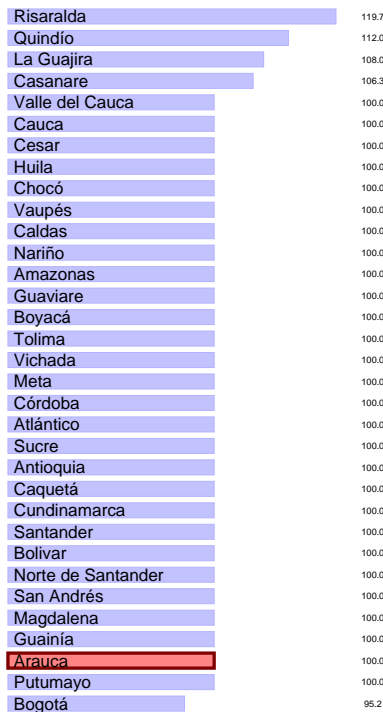 Risaralda 119.7
Quindío 112.0
La Guajira 108.0
Casanare 106.3
Valle del Cauca 100.0
Cauca 100.0
Cesar 100.0
Huila 100.0
Chocó 100.0
Vaupés 100.0
Caldas 100.0
Nariño 100.0
Amazonas 100.0
Guaviare 100.0
Boyacá 100.0
Tolima 100.0
Vichada 100.0
Meta 100.0
Córdoba 100.0
Atlántico 100.0
Sucre 100.0
Antioquia 100.0
Caquetá 100.0
Cundinamarca 100.0
Santander 100.0
Bolivar 100.0
Norte de Santander 100.0
San Andrés 100.0
Magdalena 100.0
Guainía 100.0
Arauca 100.0
Putumayo 100.0
Bogotá 95.2